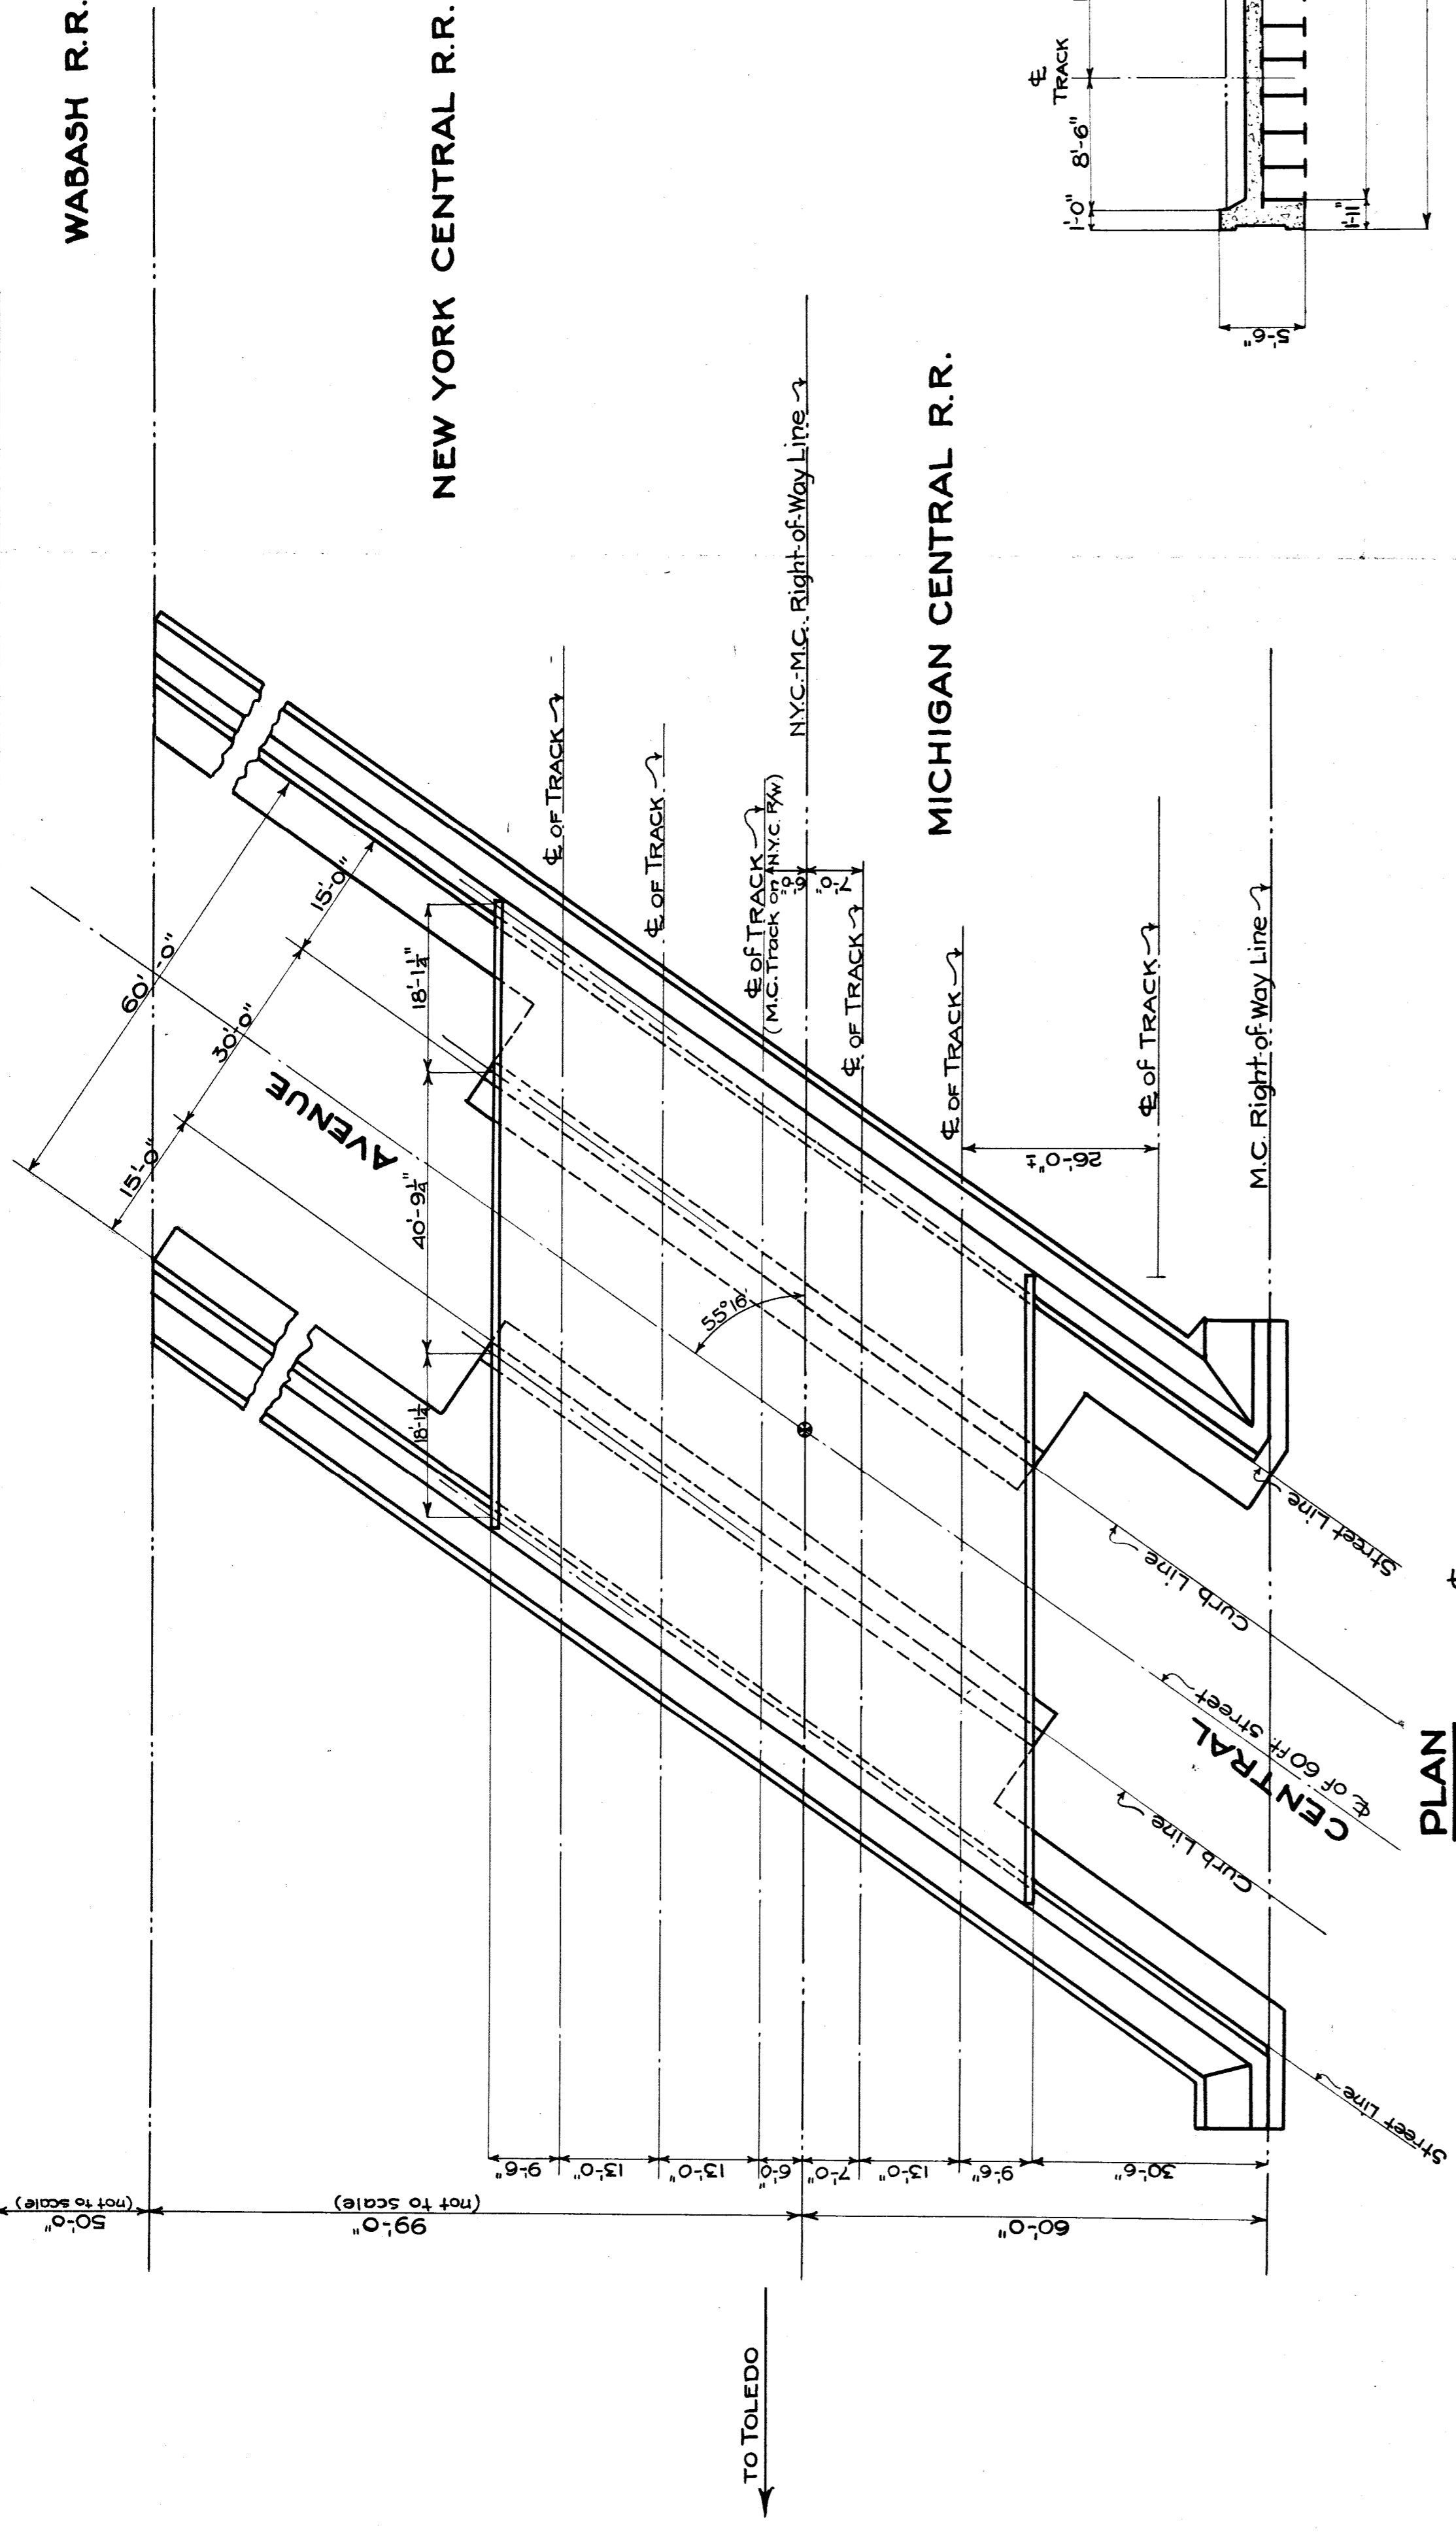 WABASH R.R.
NEW YORK CENTRAL R.R.
MICHIGAN CENTRAL R.R.
℄
TRACK
8'-6"
1'-0"
1'-11"
5'-6"
N.Y.C.-M.C. Right-of-Way Line
℄ OF TRACK
℄ OF TRACK
℄ OF TRACK
(M.C. Track on N.Y.C. R/W)
6'-0"
7'-0"
℄ OF TRACK
℄ OF TRACK
℄ OF TRACK
26'-0"±
M.C. Right-of-Way Line
60'-0"
15'-0"
30'-0"
15'-0"
AVENUE
18'-1¼"
40'-9¼"
18'-1¼"
55°16'
Street Line
Curb Line
℄ OF 60 ft. Street
CENTRAL
Curb Line
Street Line
9'-6"
13'-0"
13'-0"
6'-0"
7'-0"
13'-0"
9'-6"
30'-6"
50'-0"
(not to scale)
99'-0"
(not to scale)
60'-0"
TO TOLEDO
PLAN